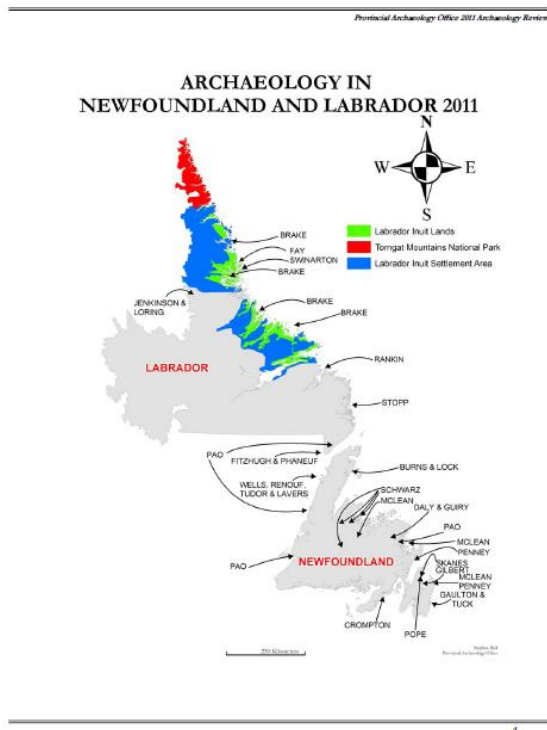 Provincial Archaeology Office 2011 Archaeology Review
ARCHAEOLOGY IN
NEWFOUNDLAND AND LABRADOR 2011
N
W
E
S
Labrador Inuit Lands
Torngat Mountains National Park
Labrador Inuit Settlement Area
BRAKE
FAY
SWINARTON
BRAKE
JENKINSON &
LORING
BRAKE
BRAKE
RANKIN
LABRADOR
STOPP
PAO
FITZHUGH & PHANEUF
BURNS & LOCK
WELLS, RENOUF,
TUDOR & LAVERS
SCHWARZ
MCLEAN
DALY & GUIRY
PAO
MCLEAN
PENNEY
PAO
NEWFOUNDLAND
SKANES
GILBERT
MCLEAN
PENNEY
GAULTON &
TUCK
CROMPTON
POPE
Provincial Archaeology Office